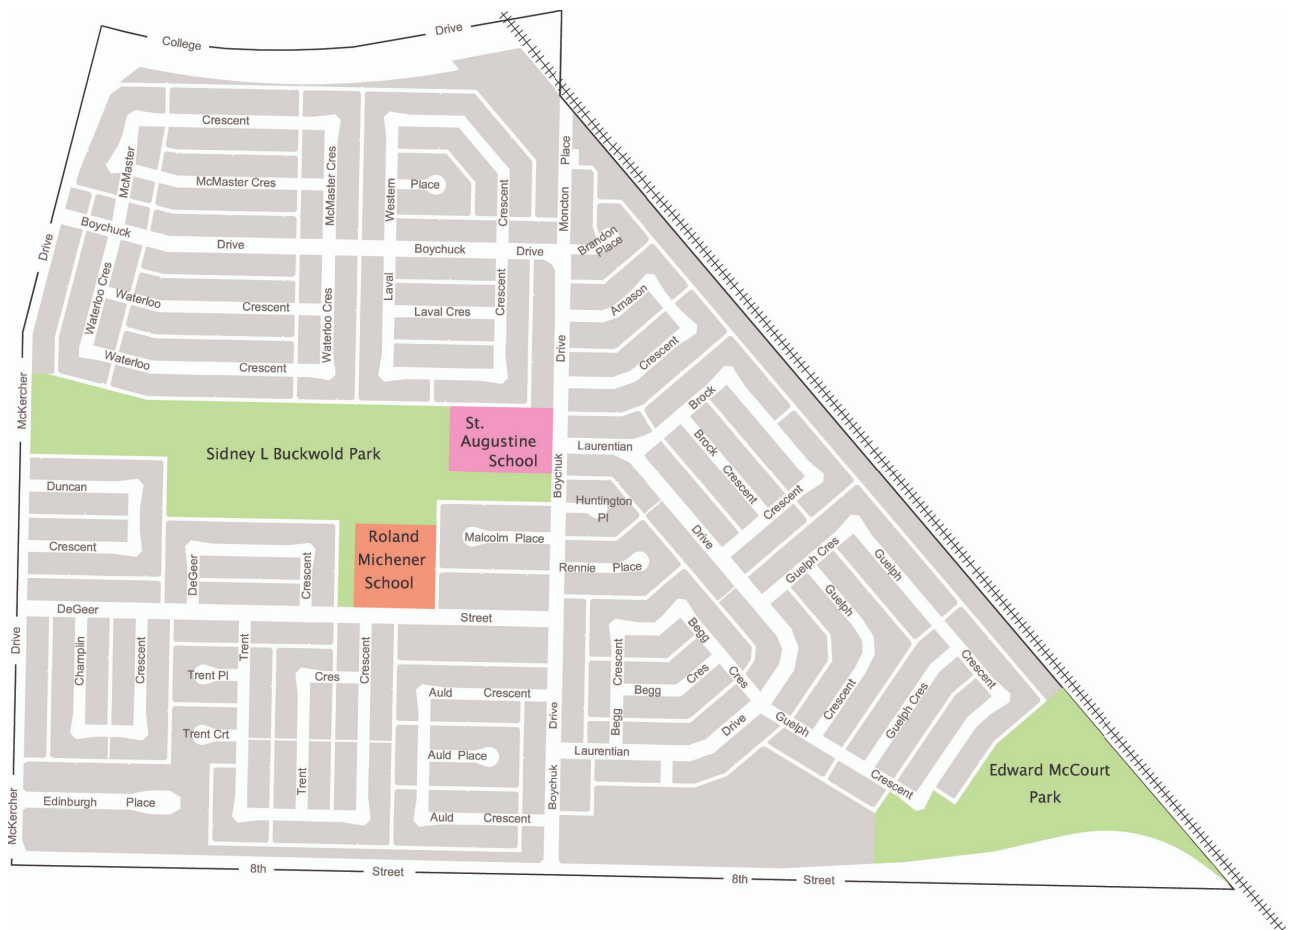 College
Drive
Crescent
McMaster
McMaster Cres
McMaster Cres
Western
Place
Crescent
Moncton
Place
Boychuck
Drive
Boychuck
Drive
Brandon
Place
Drive
McKercher
Waterloo Cres
Waterloo
Crescent
Waterloo Cres
Waterloo
Crescent
Laval
Laval Cres
Crescent
Drive
Arnason
Crescent
Sidney L Buckwold Park
St.
Augustine
School
Boychuk
Laurentian
Brock
Brock
Crescent
Crescent
Duncan
Crescent
DeGeer
Crescent
Roland
Michener
School
Malcolm Place
Huntington
Pl
Rennie Place
Drive
Guelph Cres
Guelph
Guelph
Crescent
Crescent
Guelph Cres
DeGeer
Street
Drive
Champlin
Crescent
Trent Pl
Trent
Trent Crt
Cres
Crescent
Trent
Auld Crescent
Auld Place
Auld Crescent
Drive
Boychuk
Crescent
Begg
Begg
Cres
Cres
Begg
Laurentian
Drive
Guelph
Crescent
Edward McCourt
Park
McKercher
Edinburgh Place
8th
Street
8th
Street